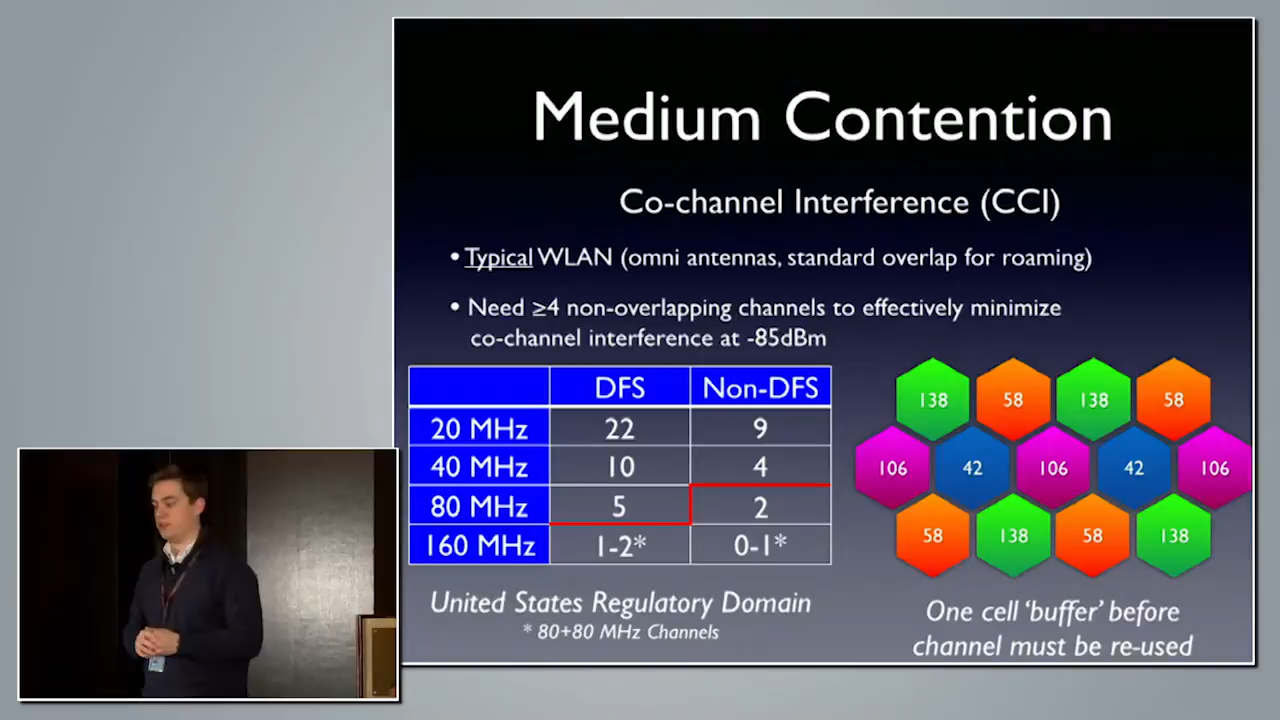 Medium Contention
Co-channel Interference (CCI)
• Typical WLAN (omni antennas, standard overlap for roaming)
• Need ≥4 non-overlapping channels to effectively minimize
co-channel interference at -85dBm
DFS Non-DFS
20 MHz 22 9
40 MHz 10 4
80 MHz 5 2
160 MHz 1-2* 0-1*
United States Regulatory Domain
* 80+80 MHz Channels
138 58 138 58
106 42 106 42 106
58 138 58 138
One cell ‘buffer’ before
channel must be re-used